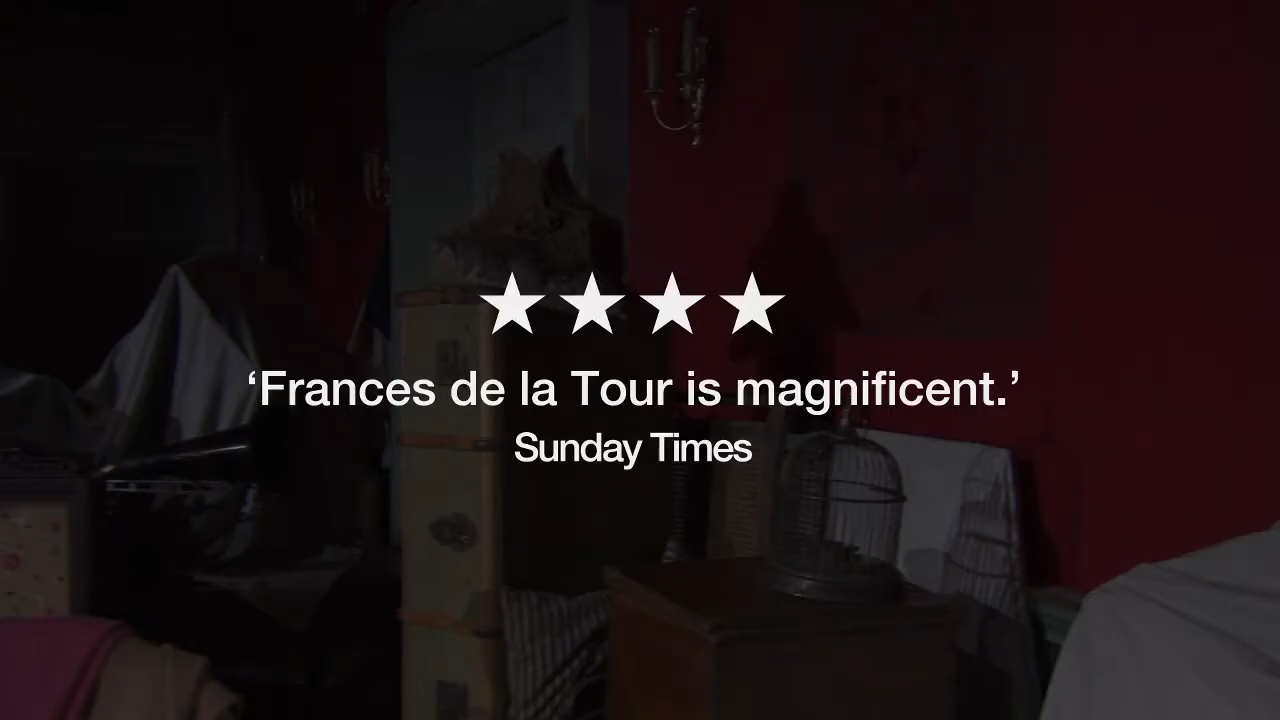 ★★★★
‘Frances de la Tour is magnificent.’
Sunday Times